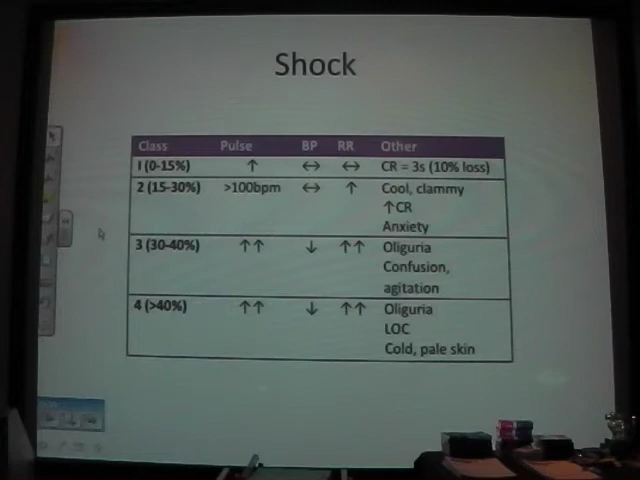 Shock
Class Pulse BP RR Other
I (0-15%) ↑ ↔ ↔ CR = 3s (10% loss)
2 (15-30%) >100bpm ↔ ↑ Cool, clammy
↑CR
Anxiety
3 (30-40%) ↑↑ ↓ ↑↑ Oliguria
Confusion,
agitation
4 (>40%) ↑↑ ↓ ↑↑ Oliguria
LOC
Cold, pale skin